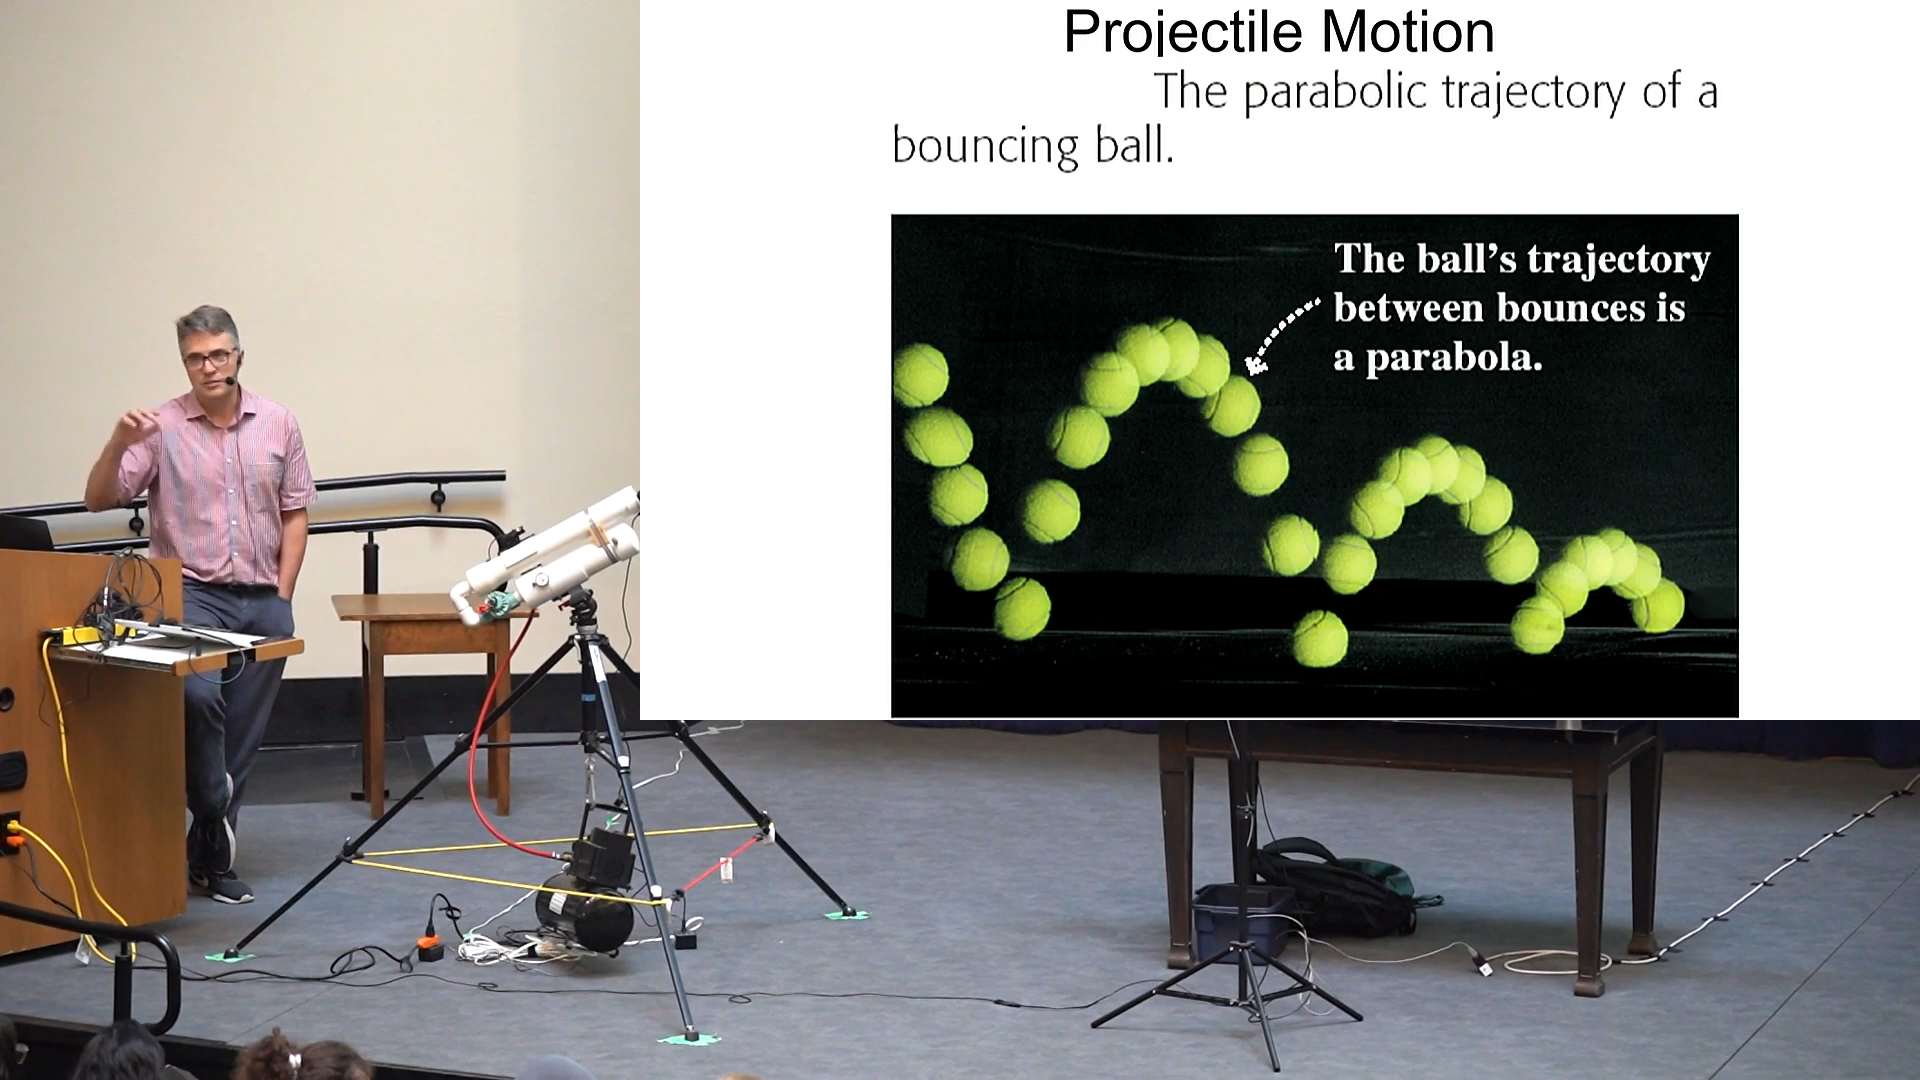 Projectile Motion
The parabolic trajectory of a
bouncing ball.
The ball's trajectory
between bounces is
a parabola.